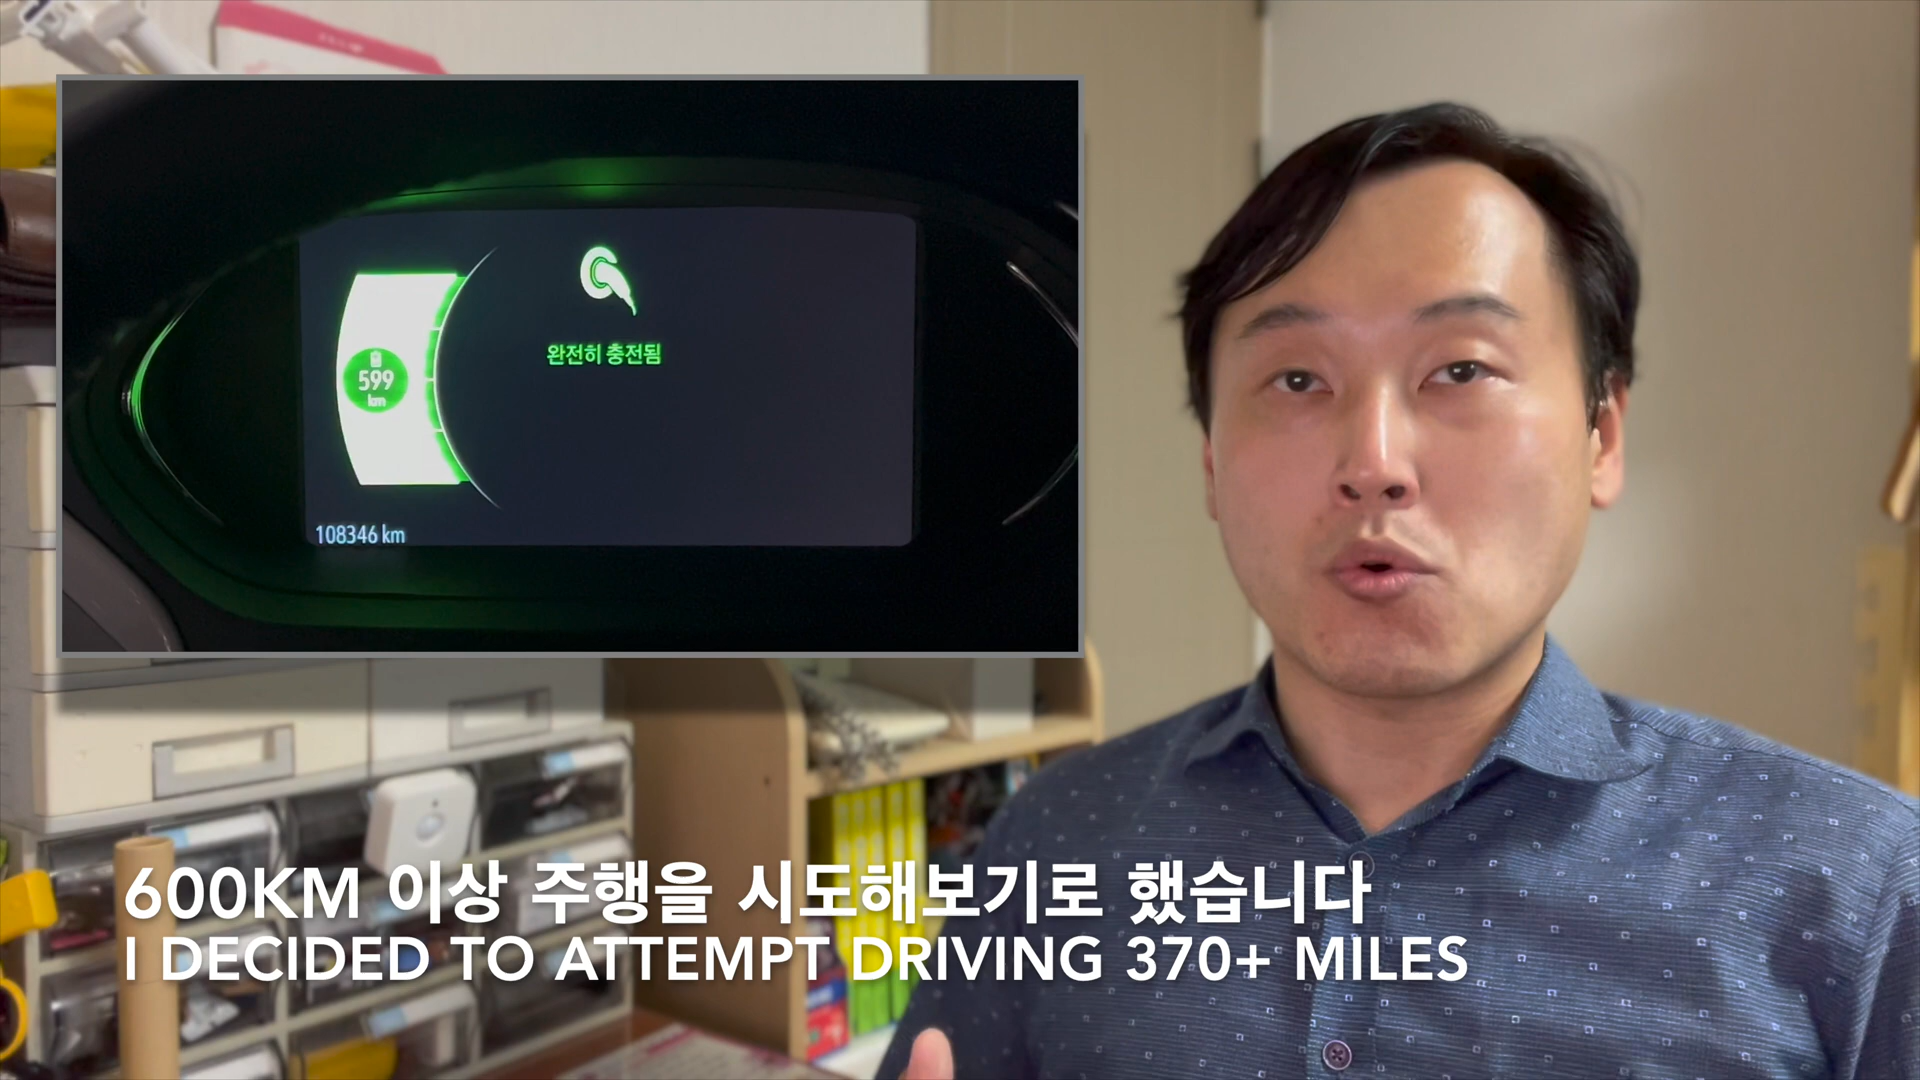 완전히 충전됨
599
km
108346 km
600KM 이상 주행을 시도해보기로 했습니다
I DECIDED TO ATTEMPT DRIVING 370+ MILES